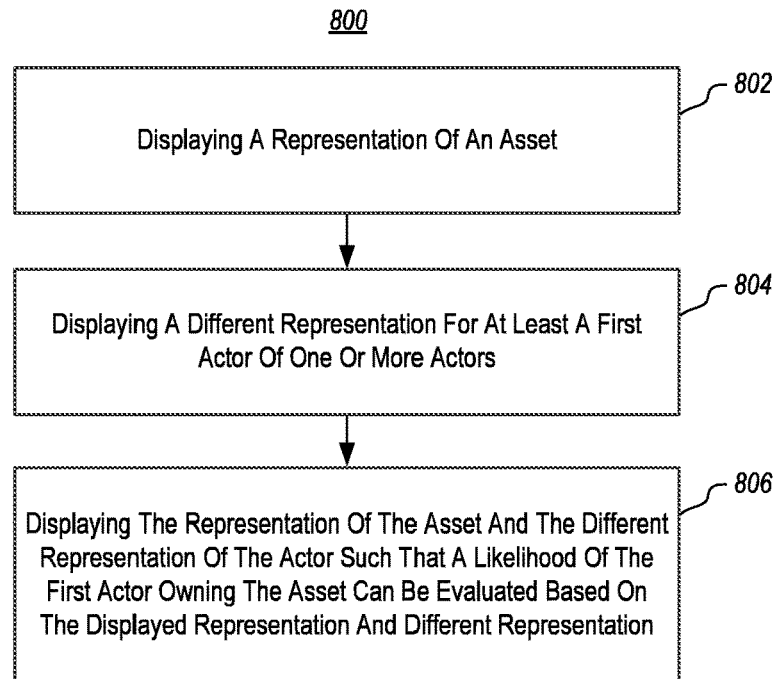 800
802
Displaying A Representation Of An Asset
804
Displaying A Different Representation For At Least A First
Actor Of One Or More Actors
806
Displaying The Representation Of The Asset And The Different
Representation Of The Actor Such That A Likelihood Of The
First Actor Owning The Asset Can Be Evaluated Based On
The Displayed Representation And Different Representation